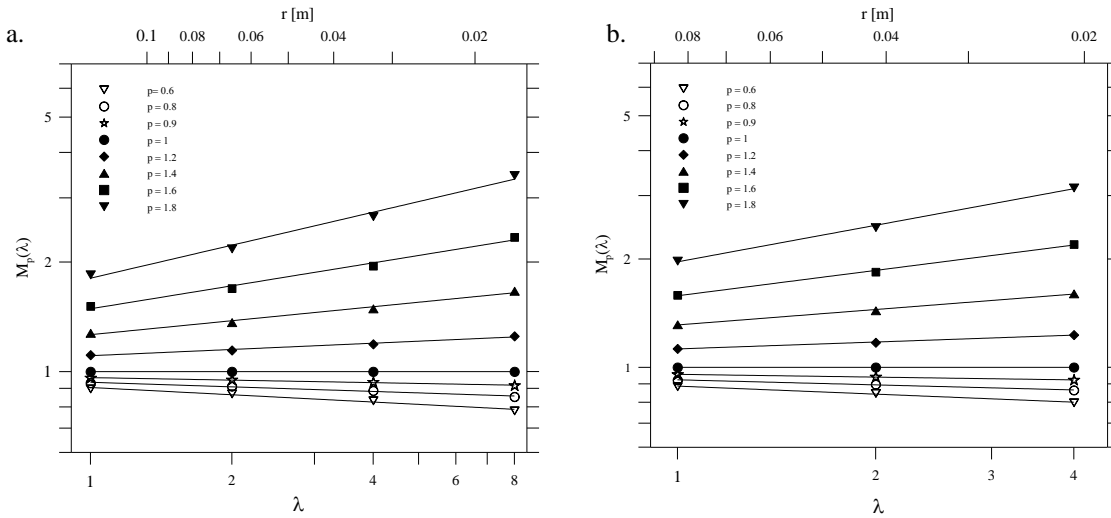 a.
r [m]
0.1 0.08 0.06 0.04 0.02
p= 0.6
p = 0.8
p = 0.9
p = 1
p = 1.2
p = 1.4
p = 1.6
p = 1.8
5
2
1
Mp(λ)
1 2 4 6 8
λ
b.
r [m]
0.08 0.06 0.04 0.02
p = 0.6
p = 0.8
p = 0.9
p = 1
p = 1.2
p = 1.4
p = 1.6
p = 1.8
5
2
1
Mp(λ)
1 2 3 4
λ